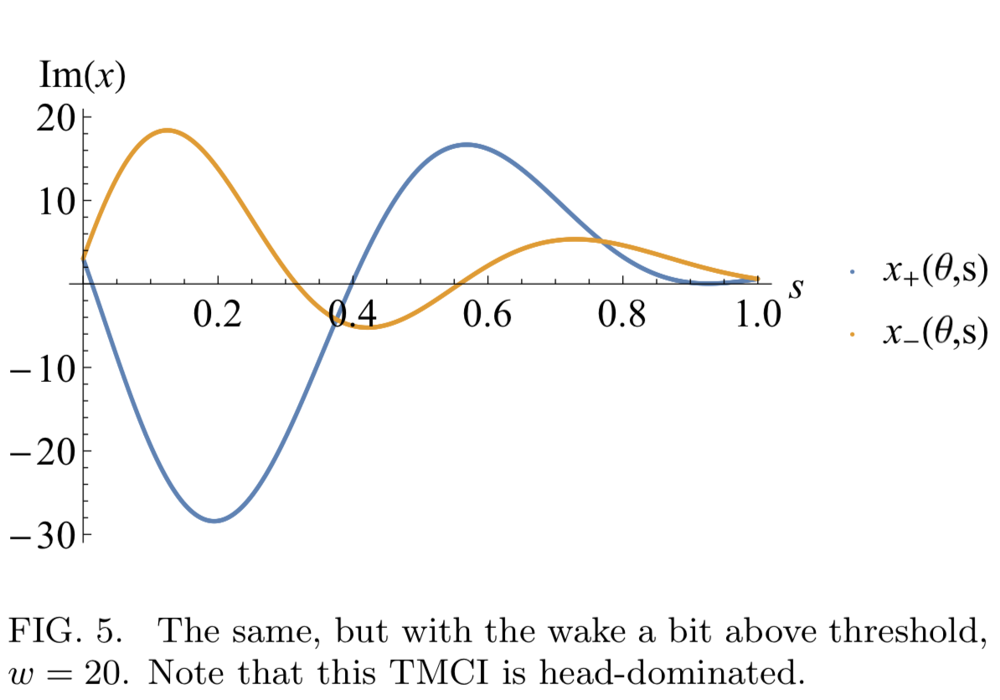 Im(x)
20
10
0.2 0.4 0.6 0.8 1.0 s
−10
−20
−30
x₊(θ,s)
x₋(θ,s)
FIG. 5. The same, but with the wake a bit above threshold,
w = 20. Note that this TMCI is head-dominated.